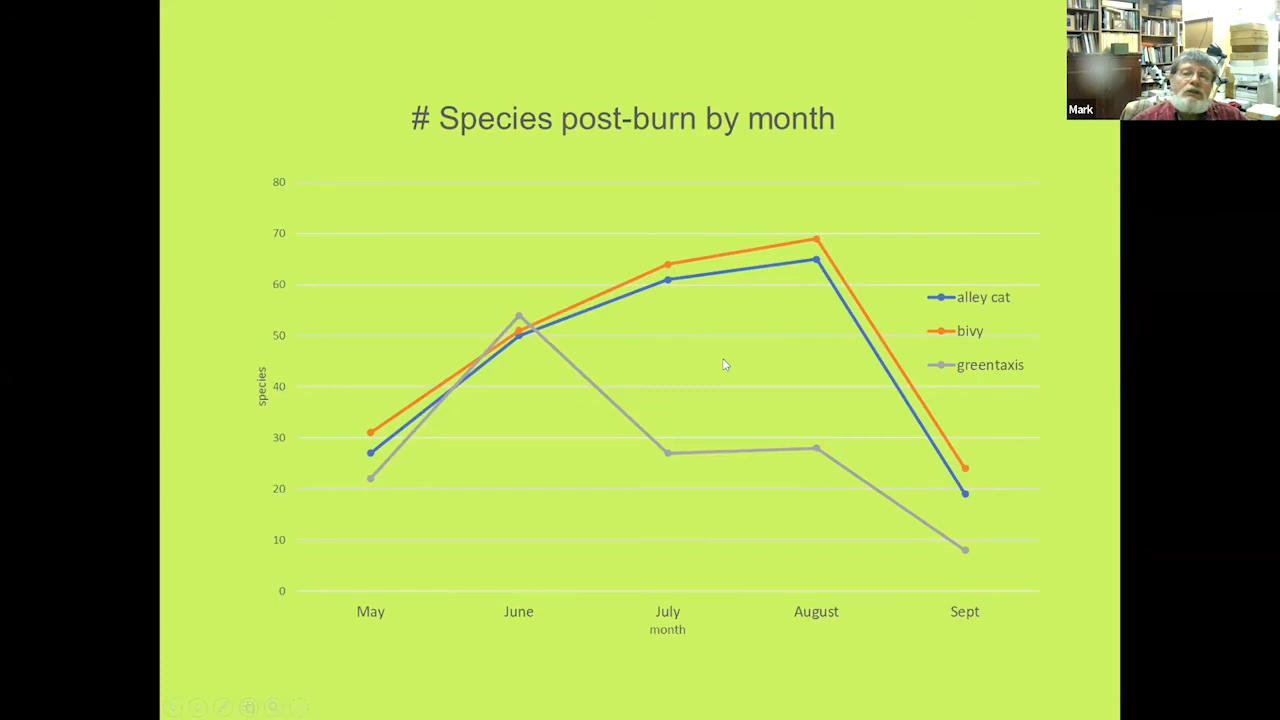 Mark
# Species post-burn by month
80
70
60
50
40
30
20
10
0
species
May June July August Sept
month
alley cat
bivy
greentaxis